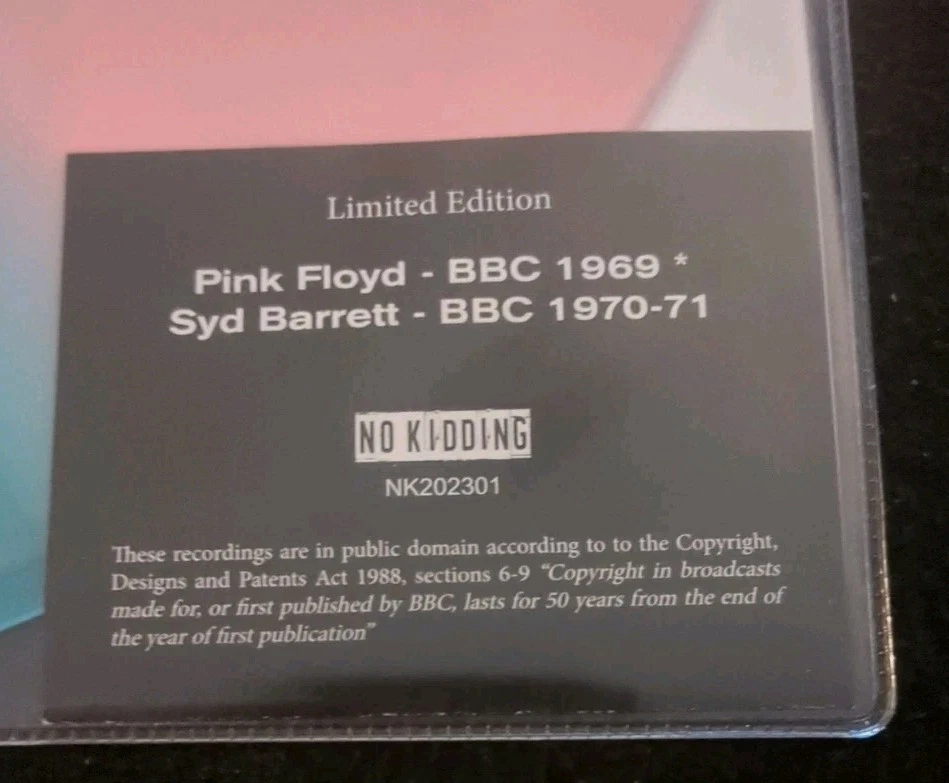 Limited Edition
Pink Floyd - BBC 1969 *
Syd Barrett - BBC 1970-71
NO KIDDING
NK202301
These recordings are in public domain according to to the Copyright,
Designs and Patents Act 1988, sections 6-9 “Copyright in broadcasts
made for, or first published by BBC, lasts for 50 years from the end of
the year of first publication”